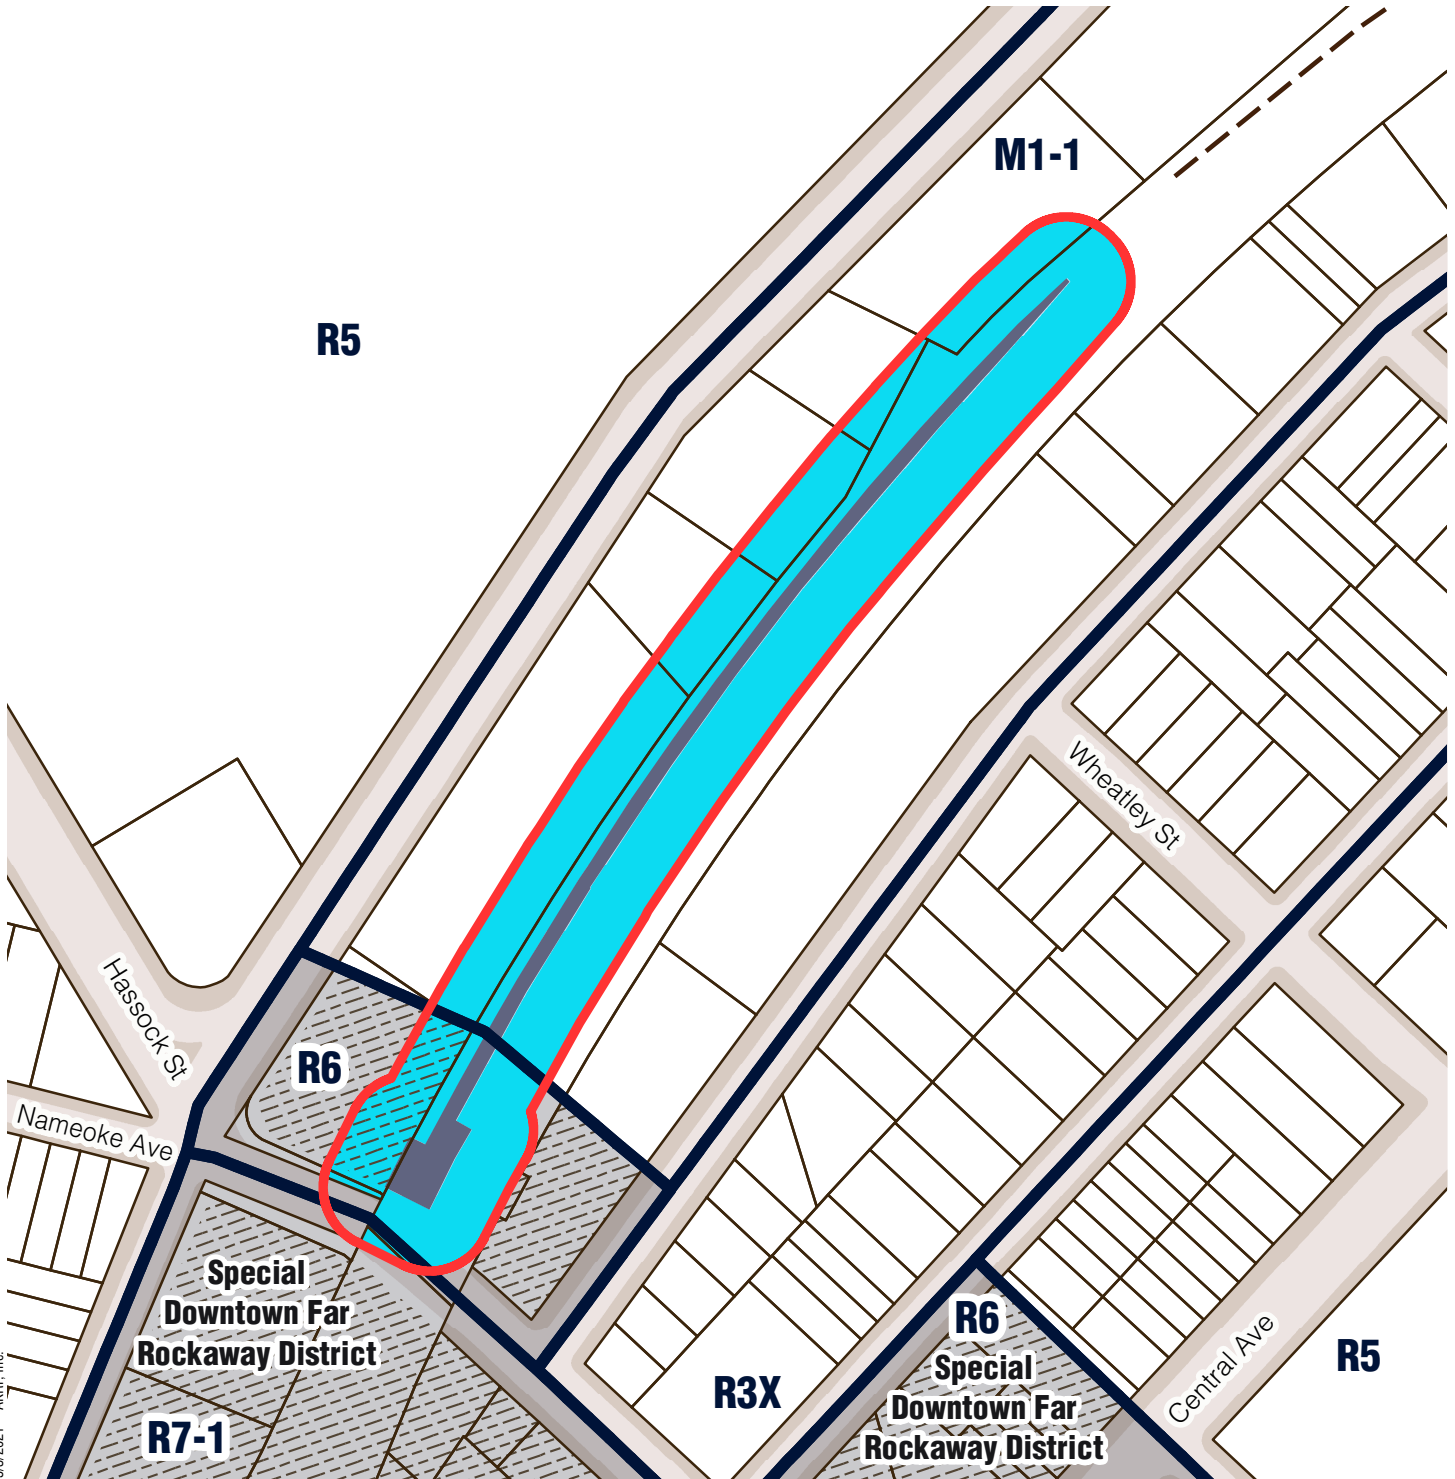 M1-1
R5
Wheatley St
Hassock St
R6
Nameoke Ave
Special
Downtown Far
Rockaway District
R7-1
R3X
R6
Special
Downtown Far
Rockaway District
Central Ave
R5